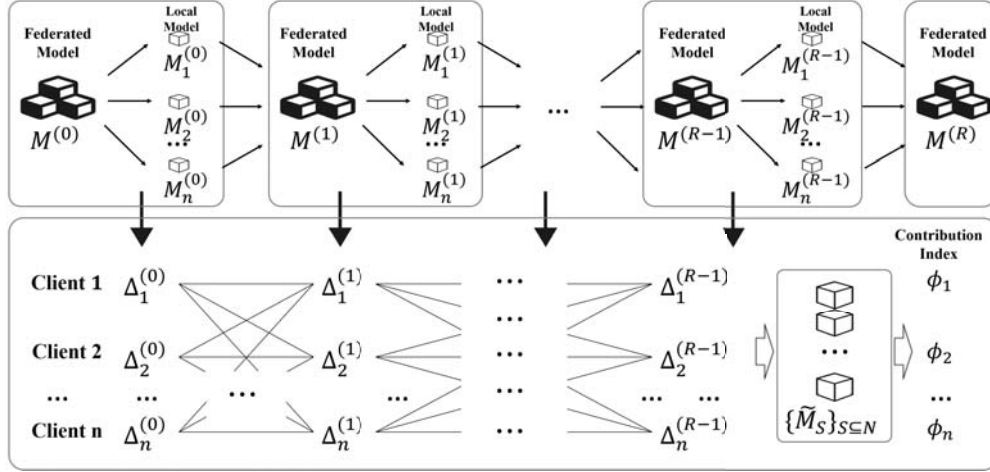 Federated Model
M^(0)
Local Model
M_1^(0)
M_2^(0)
...
M_n^(0)
Federated Model
M^(1)
Local Model
M_1^(1)
M_2^(1)
...
M_n^(1)
...
Federated Model
M^(R−1)
Local Model
M_1^(R−1)
M_2^(R−1)
...
M_n^(R−1)
Federated Model
M^(R)
Contribution Index
Client 1 Δ_1^(0) Δ_1^(1) ... Δ_1^(R−1) ϕ_1
...
Client 2 Δ_2^(0) Δ_2^(1) ... Δ_2^(R−1) ... ϕ_2
... ... ... ... ... ... ... ...
Client n Δ_n^(0) Δ_n^(1) ... Δ_n^(R−1) {M̃_S}_S⊆N ϕ_n